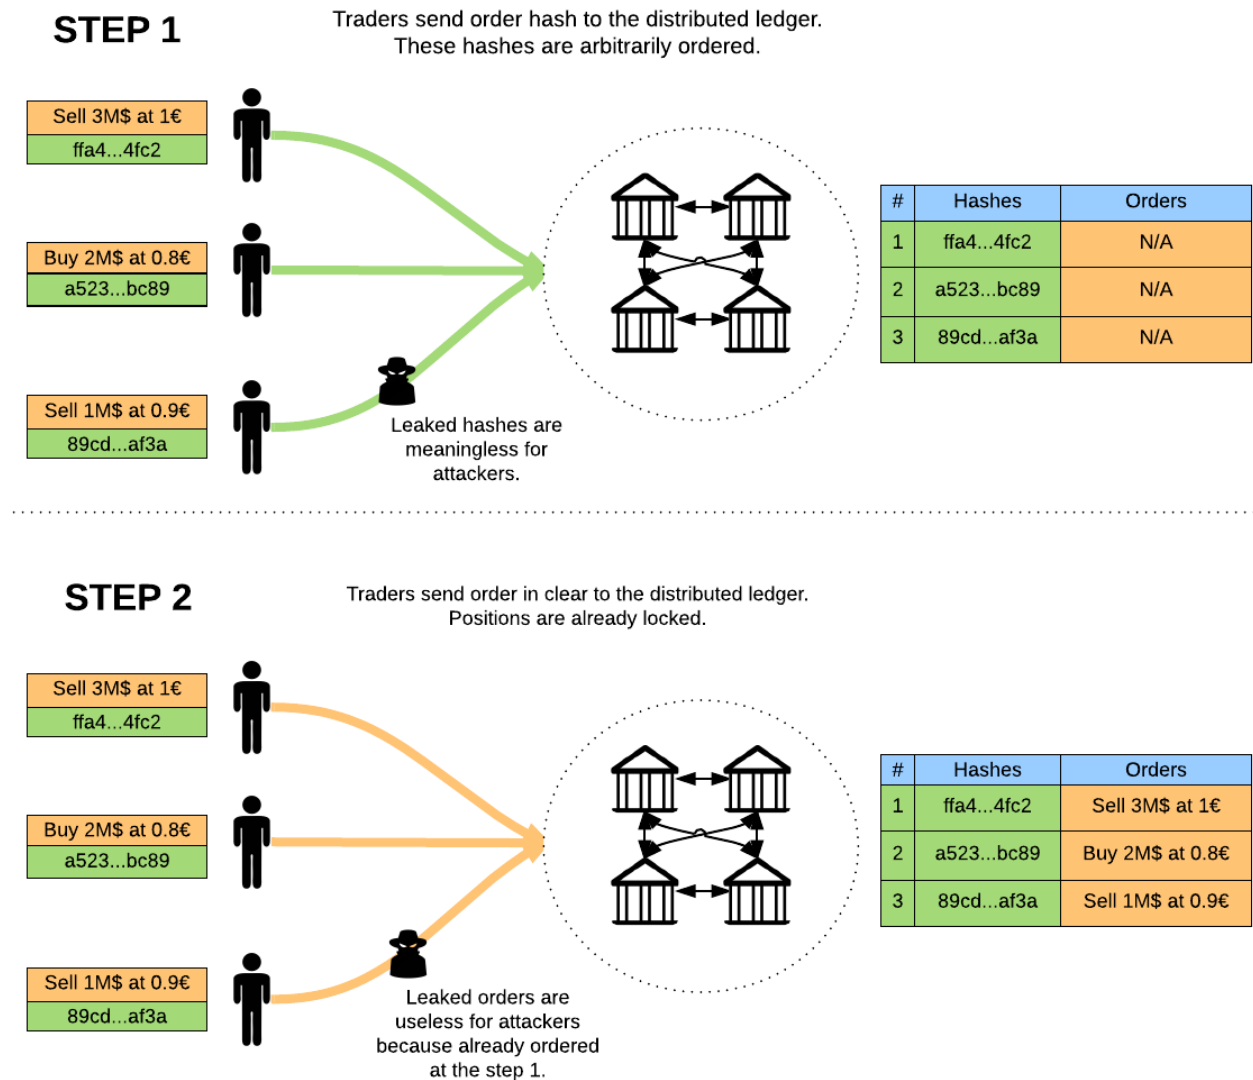 STEP 1
Traders send order hash to the distributed ledger.
These hashes are arbitrarily ordered.
Sell 3M$ at 1€
ffa4...4fc2
Buy 2M$ at 0.8€
a523...bc89
Sell 1M$ at 0.9€
89cd...af3a
Leaked hashes are
meaningless for
attackers.
# Hashes Orders
1 ffa4...4fc2 N/A
2 a523...bc89 N/A
3 89cd...af3a N/A
STEP 2
Traders send order in clear to the distributed ledger.
Positions are already locked.
Sell 3M$ at 1€
ffa4...4fc2
Buy 2M$ at 0.8€
a523...bc89
Sell 1M$ at 0.9€
89cd...af3a
Leaked orders are
useless for attackers
because already ordered
at the step 1.
# Hashes Orders
1 ffa4...4fc2 Sell 3M$ at 1€
2 a523...bc89 Buy 2M$ at 0.8€
3 89cd...af3a Sell 1M$ at 0.9€